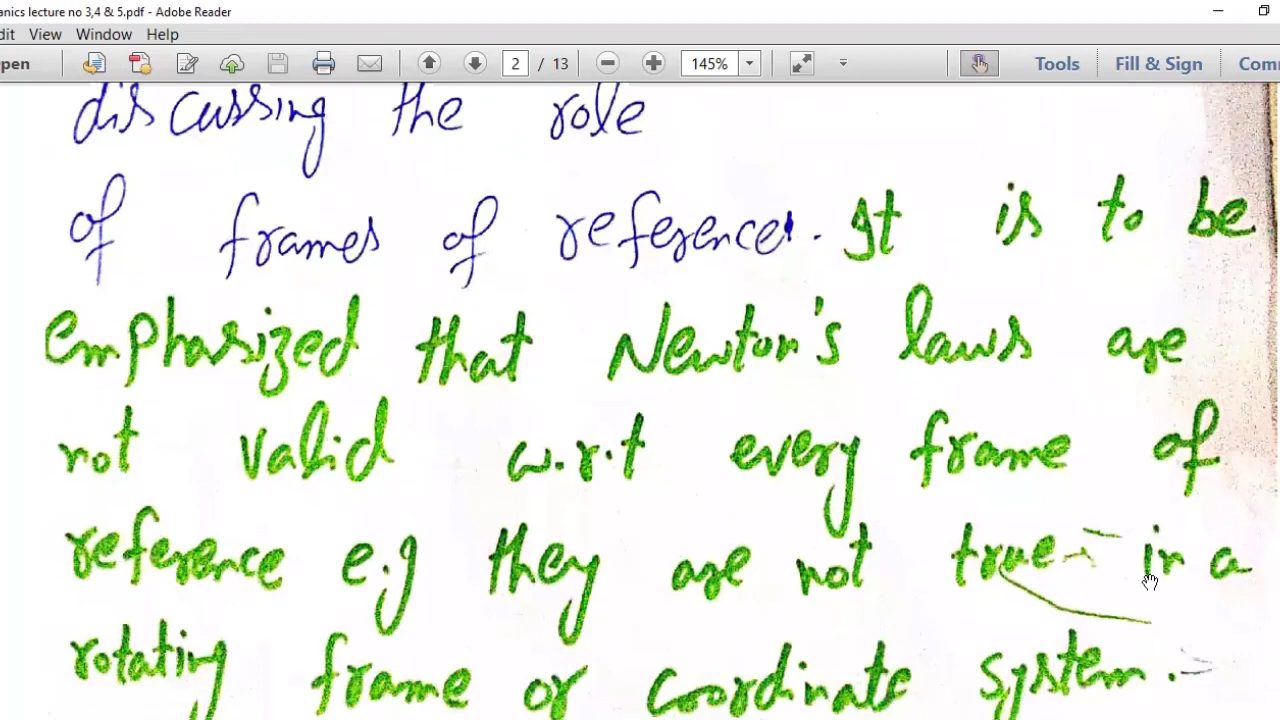 anics lecture no 3,4 & 5.pdf - Adobe Reader
dit View Window Help
pen 2 / 13 145% Tools Fill & Sign Com
discussing the role
of frames of reference. It is to be
emphasized that Newton's laws are
not valid w.r.t every frame of
reference e.g they are not true in a
rotating frame or coordinate system.